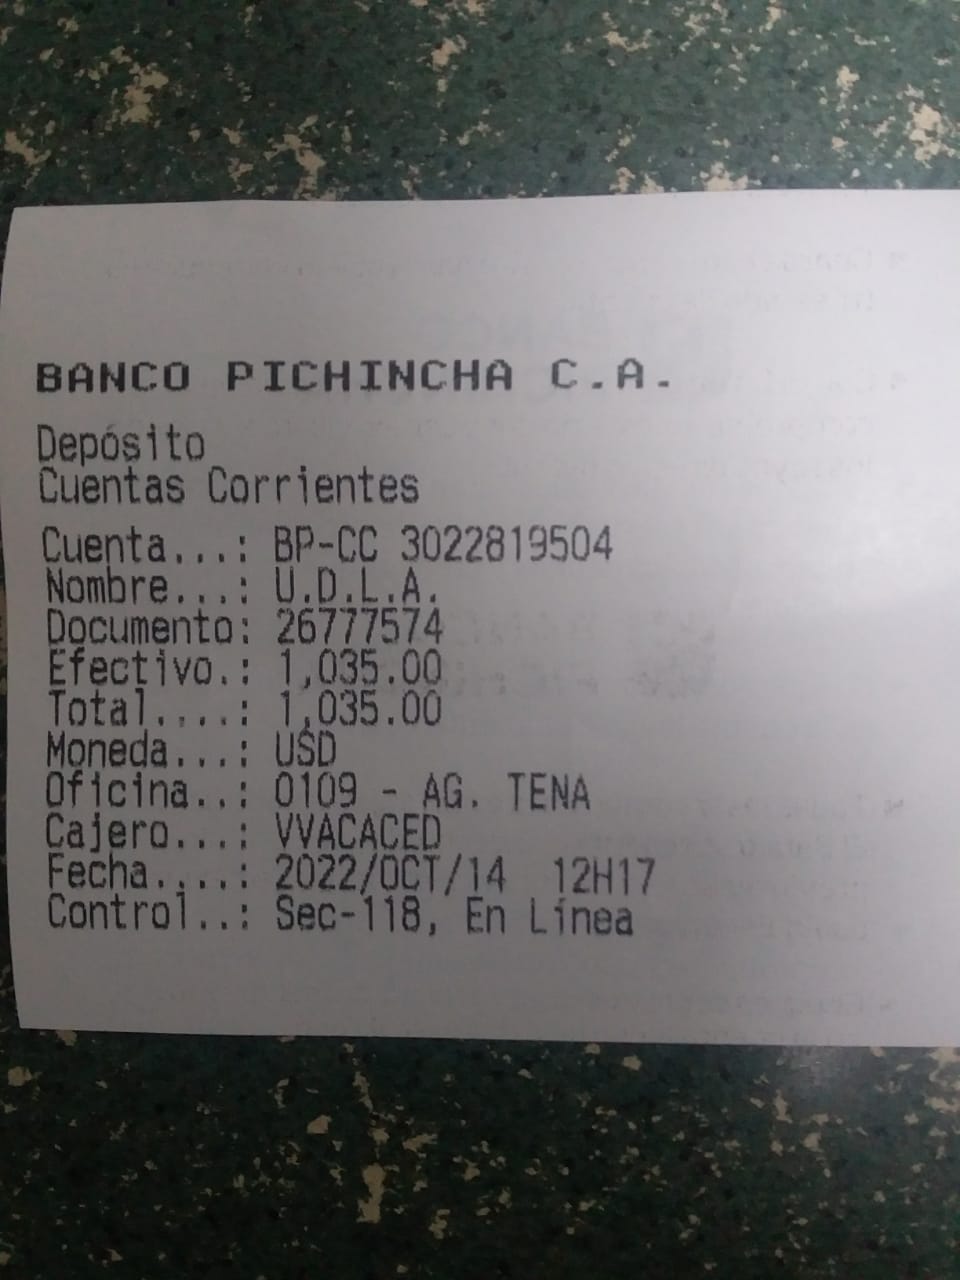 BANCO PICHINCHA C.A.
Depósito
Cuentas Corrientes
Cuenta...: BP-CC 3022819504
Nombre...: U.D.L.A.
Documento: 26777574
Efectivo.: 1,035.00
Total....: 1,035.00
Moneda...: USD
Oficina..: 0109 - AG. TENA
Cajero...: VVACACED
Fecha....: 2022/OCT/14 12H17
Control..: Sec-118, En Línea